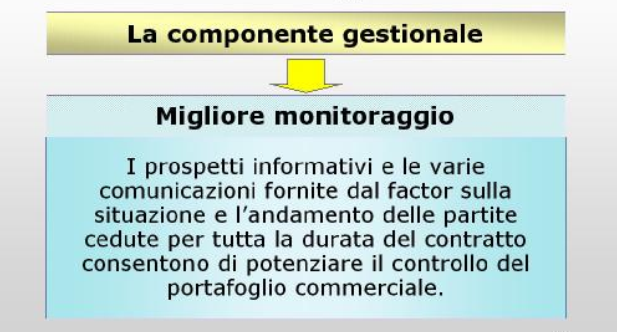 La componente gestionale
Migliore monitoraggio
I prospetti informativi e le varie
comunicazioni fornite dal factor sulla
situazione e l'andamento delle partite
cedute per tutta la durata del contratto
consentono di potenziare il controllo del
portafoglio commerciale.